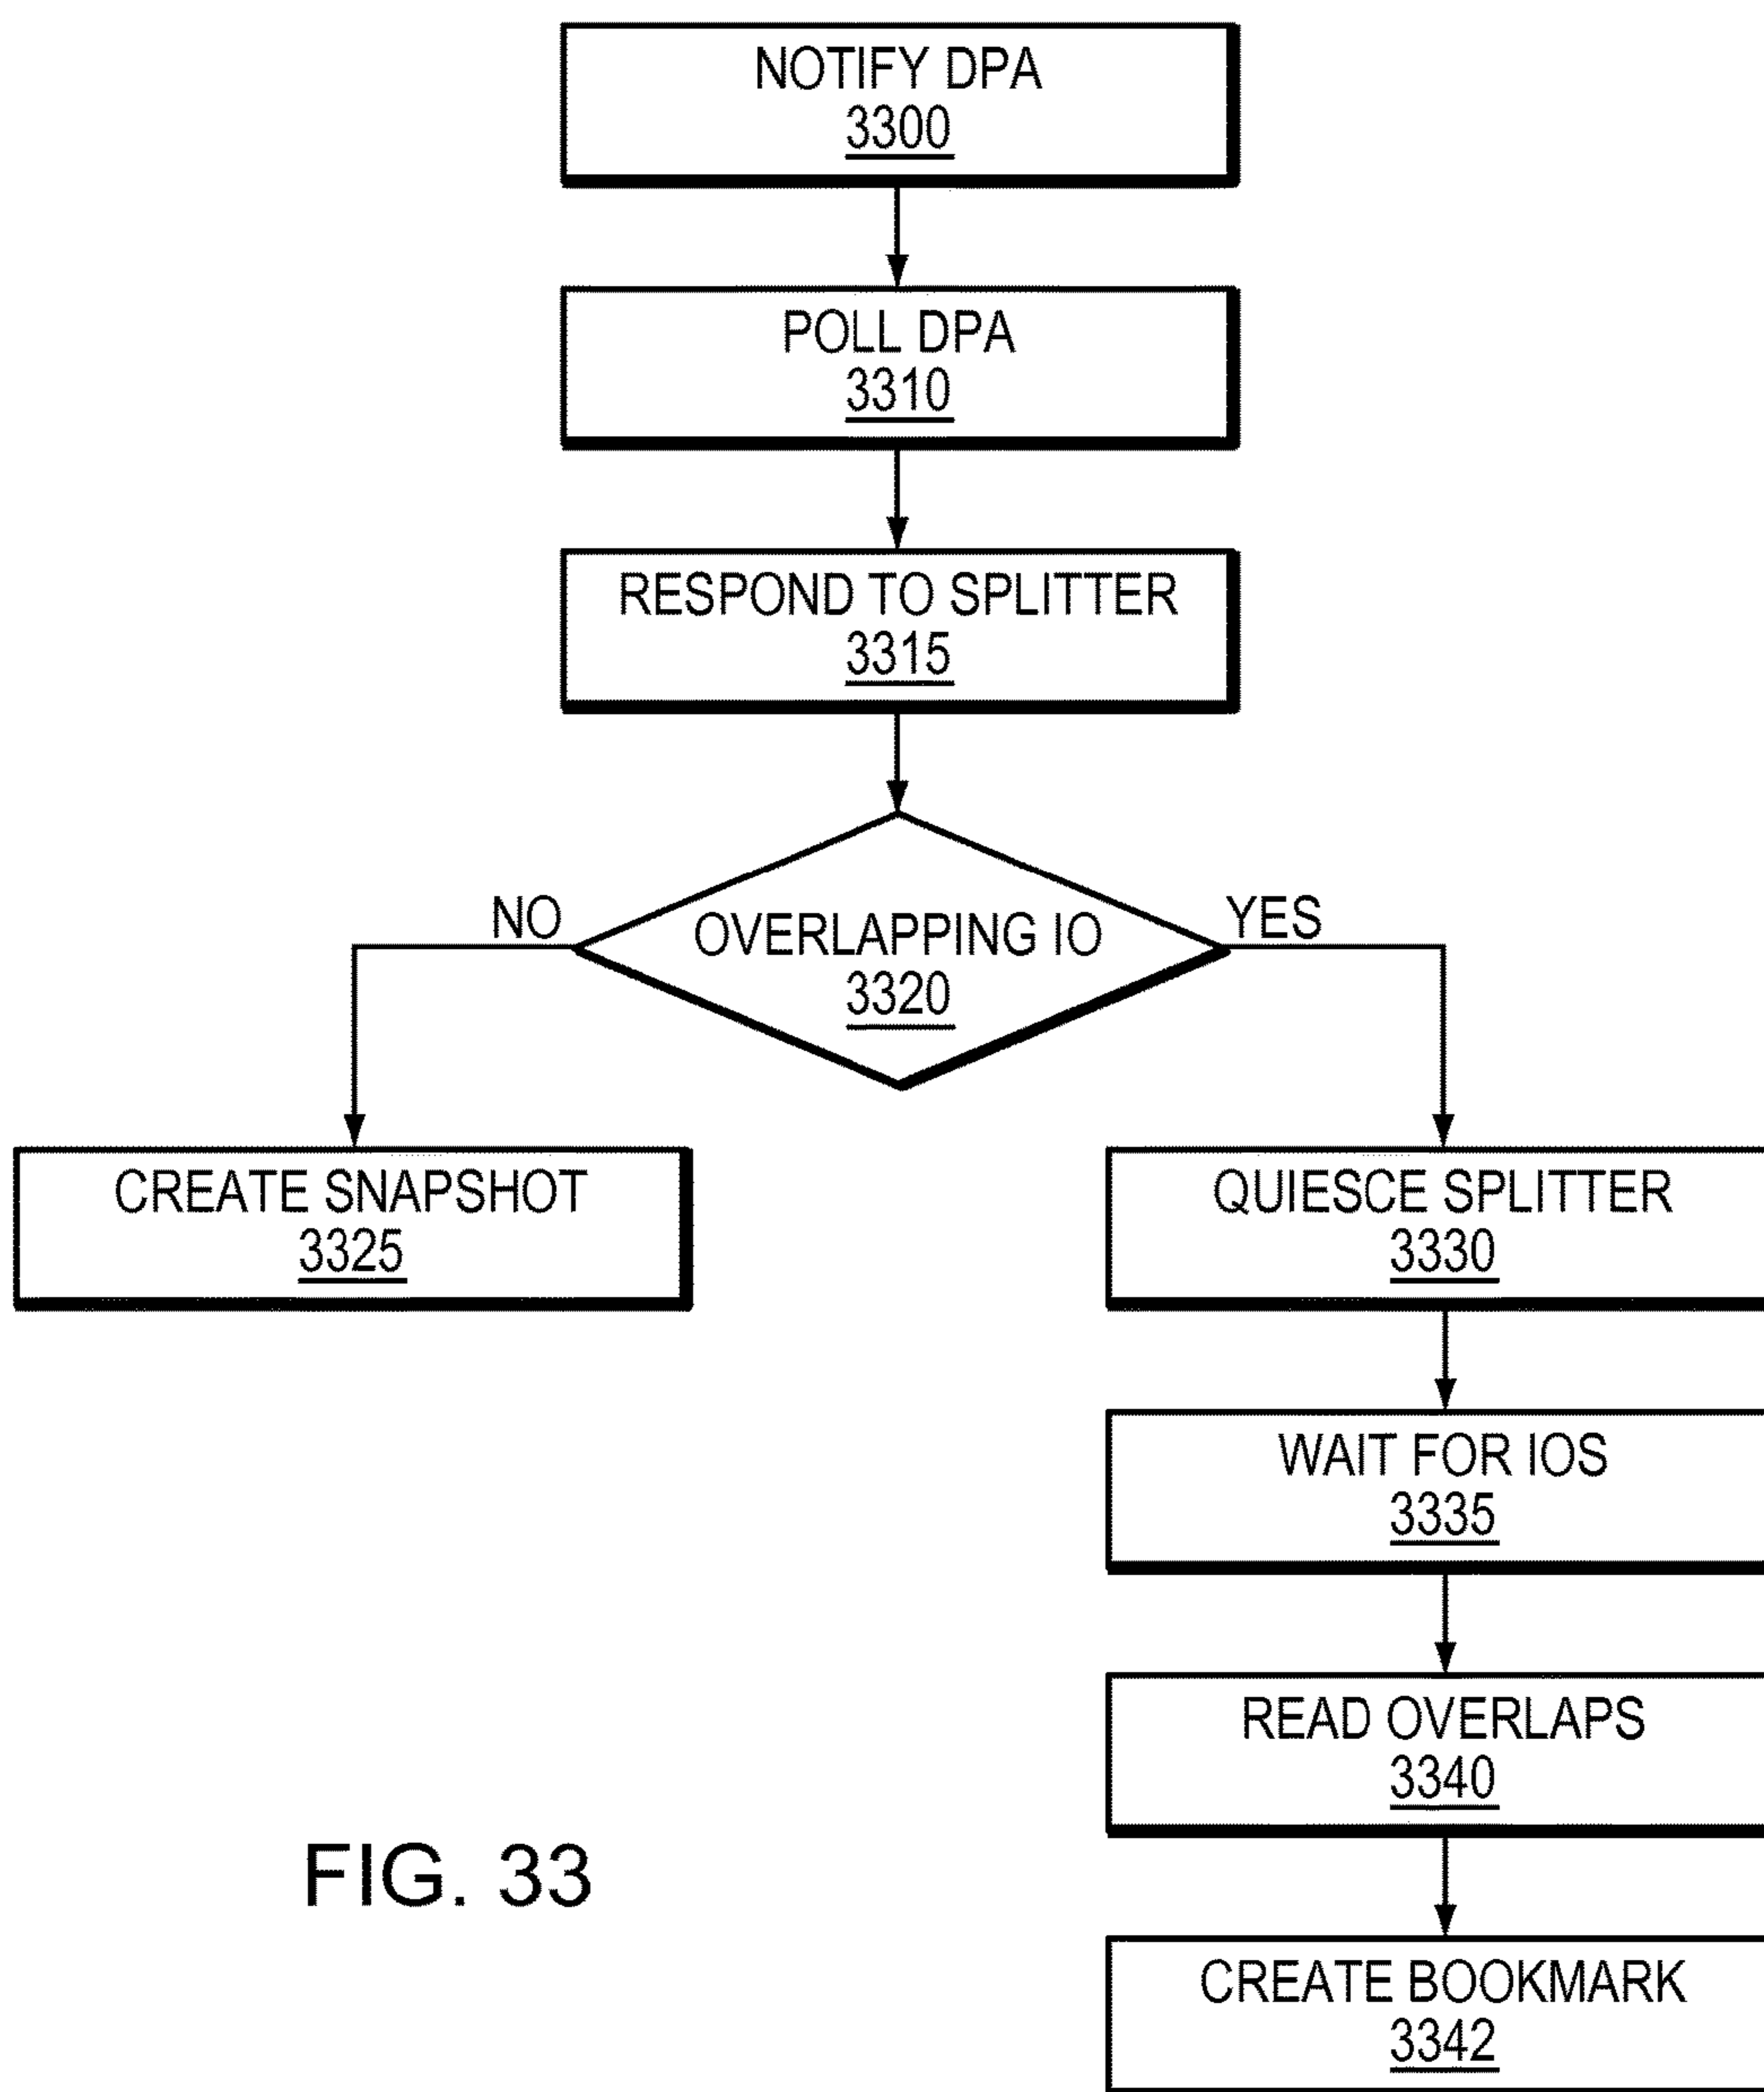 NOTIFY DPA
3300
POLL DPA
3310
RESPOND TO SPLITTER
3315
NO
YES
OVERLAPPING IO
3320
CREATE SNAPSHOT
3325
QUIESCE SPLITTER
3330
WAIT FOR IOS
3335
READ OVERLAPS
3340
CREATE BOOKMARK
3342
FIG. 33